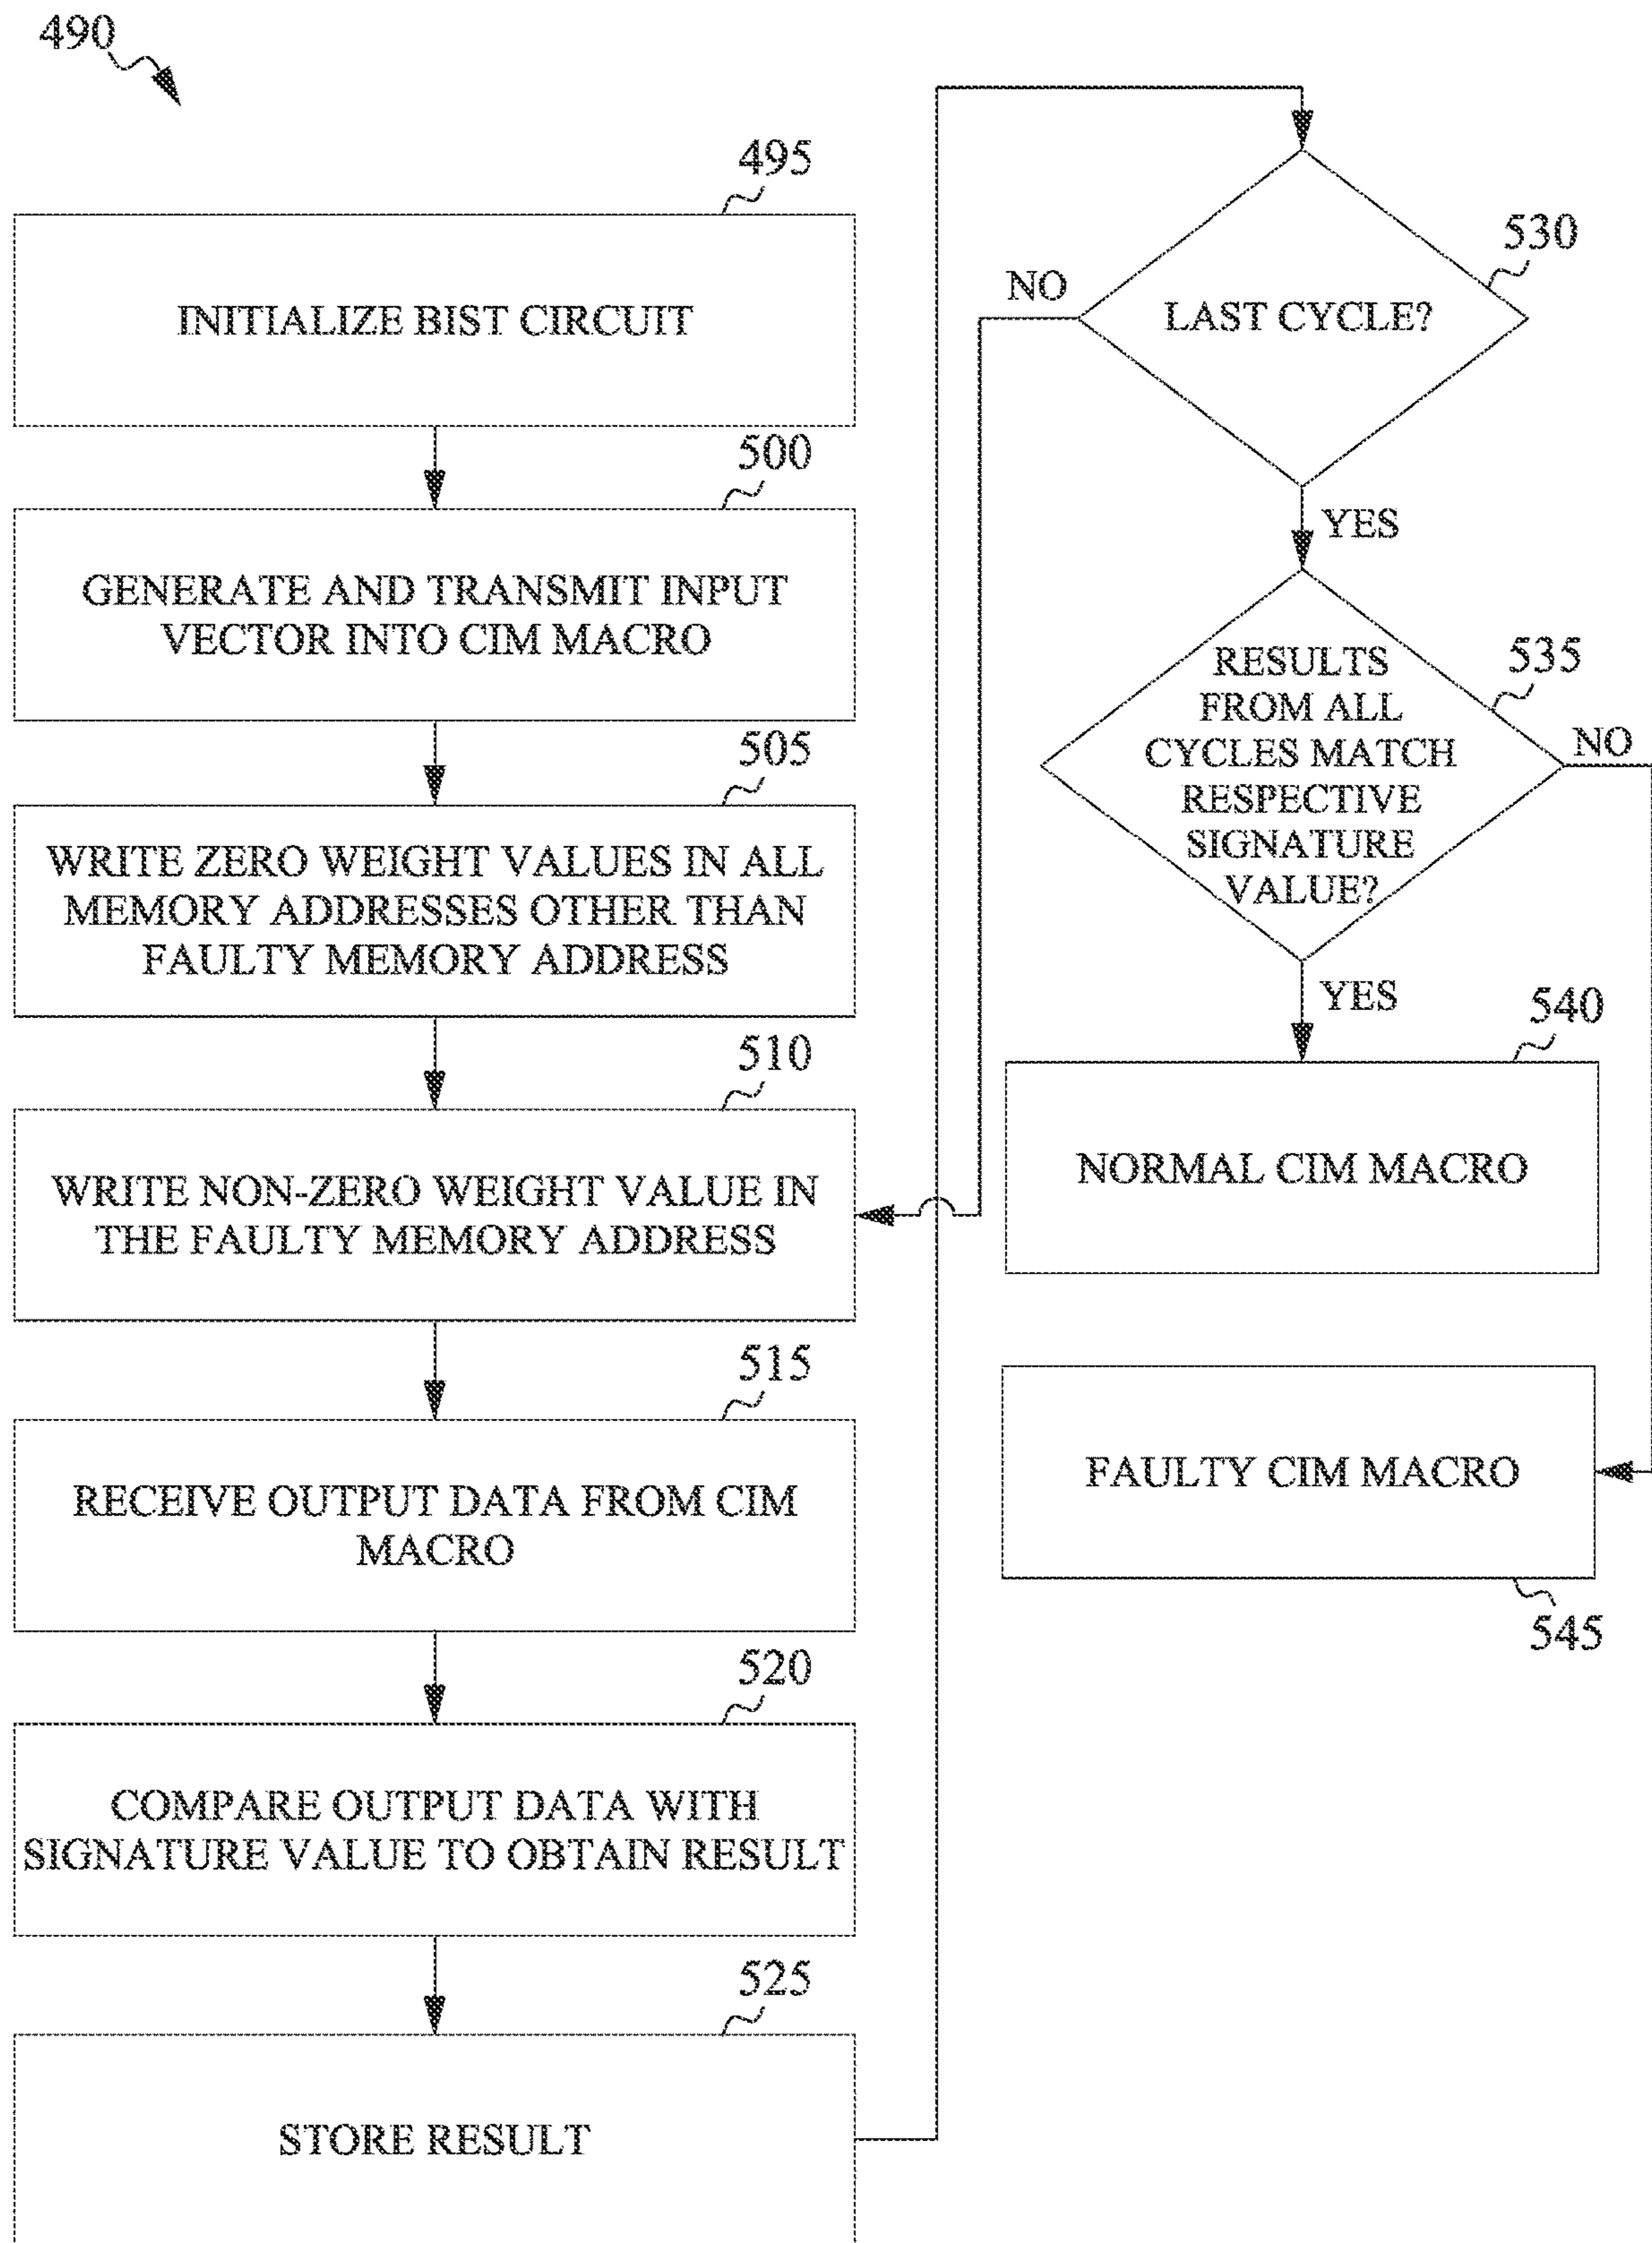 490
495
INITIALIZE BIST CIRCUIT
500
GENERATE AND TRANSMIT INPUT
VECTOR INTO CIM MACRO
505
WRITE ZERO WEIGHT VALUES IN ALL
MEMORY ADDRESSES OTHER THAN
FAULTY MEMORY ADDRESS
510
WRITE NON-ZERO WEIGHT VALUE IN
THE FAULTY MEMORY ADDRESS
515
RECEIVE OUTPUT DATA FROM CIM
MACRO
520
COMPARE OUTPUT DATA WITH
SIGNATURE VALUE TO OBTAIN RESULT
525
STORE RESULT
530
NO
LAST CYCLE?
YES
535
RESULTS
FROM ALL
CYCLES MATCH
RESPECTIVE
SIGNATURE
VALUE?
NO
YES
540
NORMAL CIM MACRO
FAULTY CIM MACRO
545